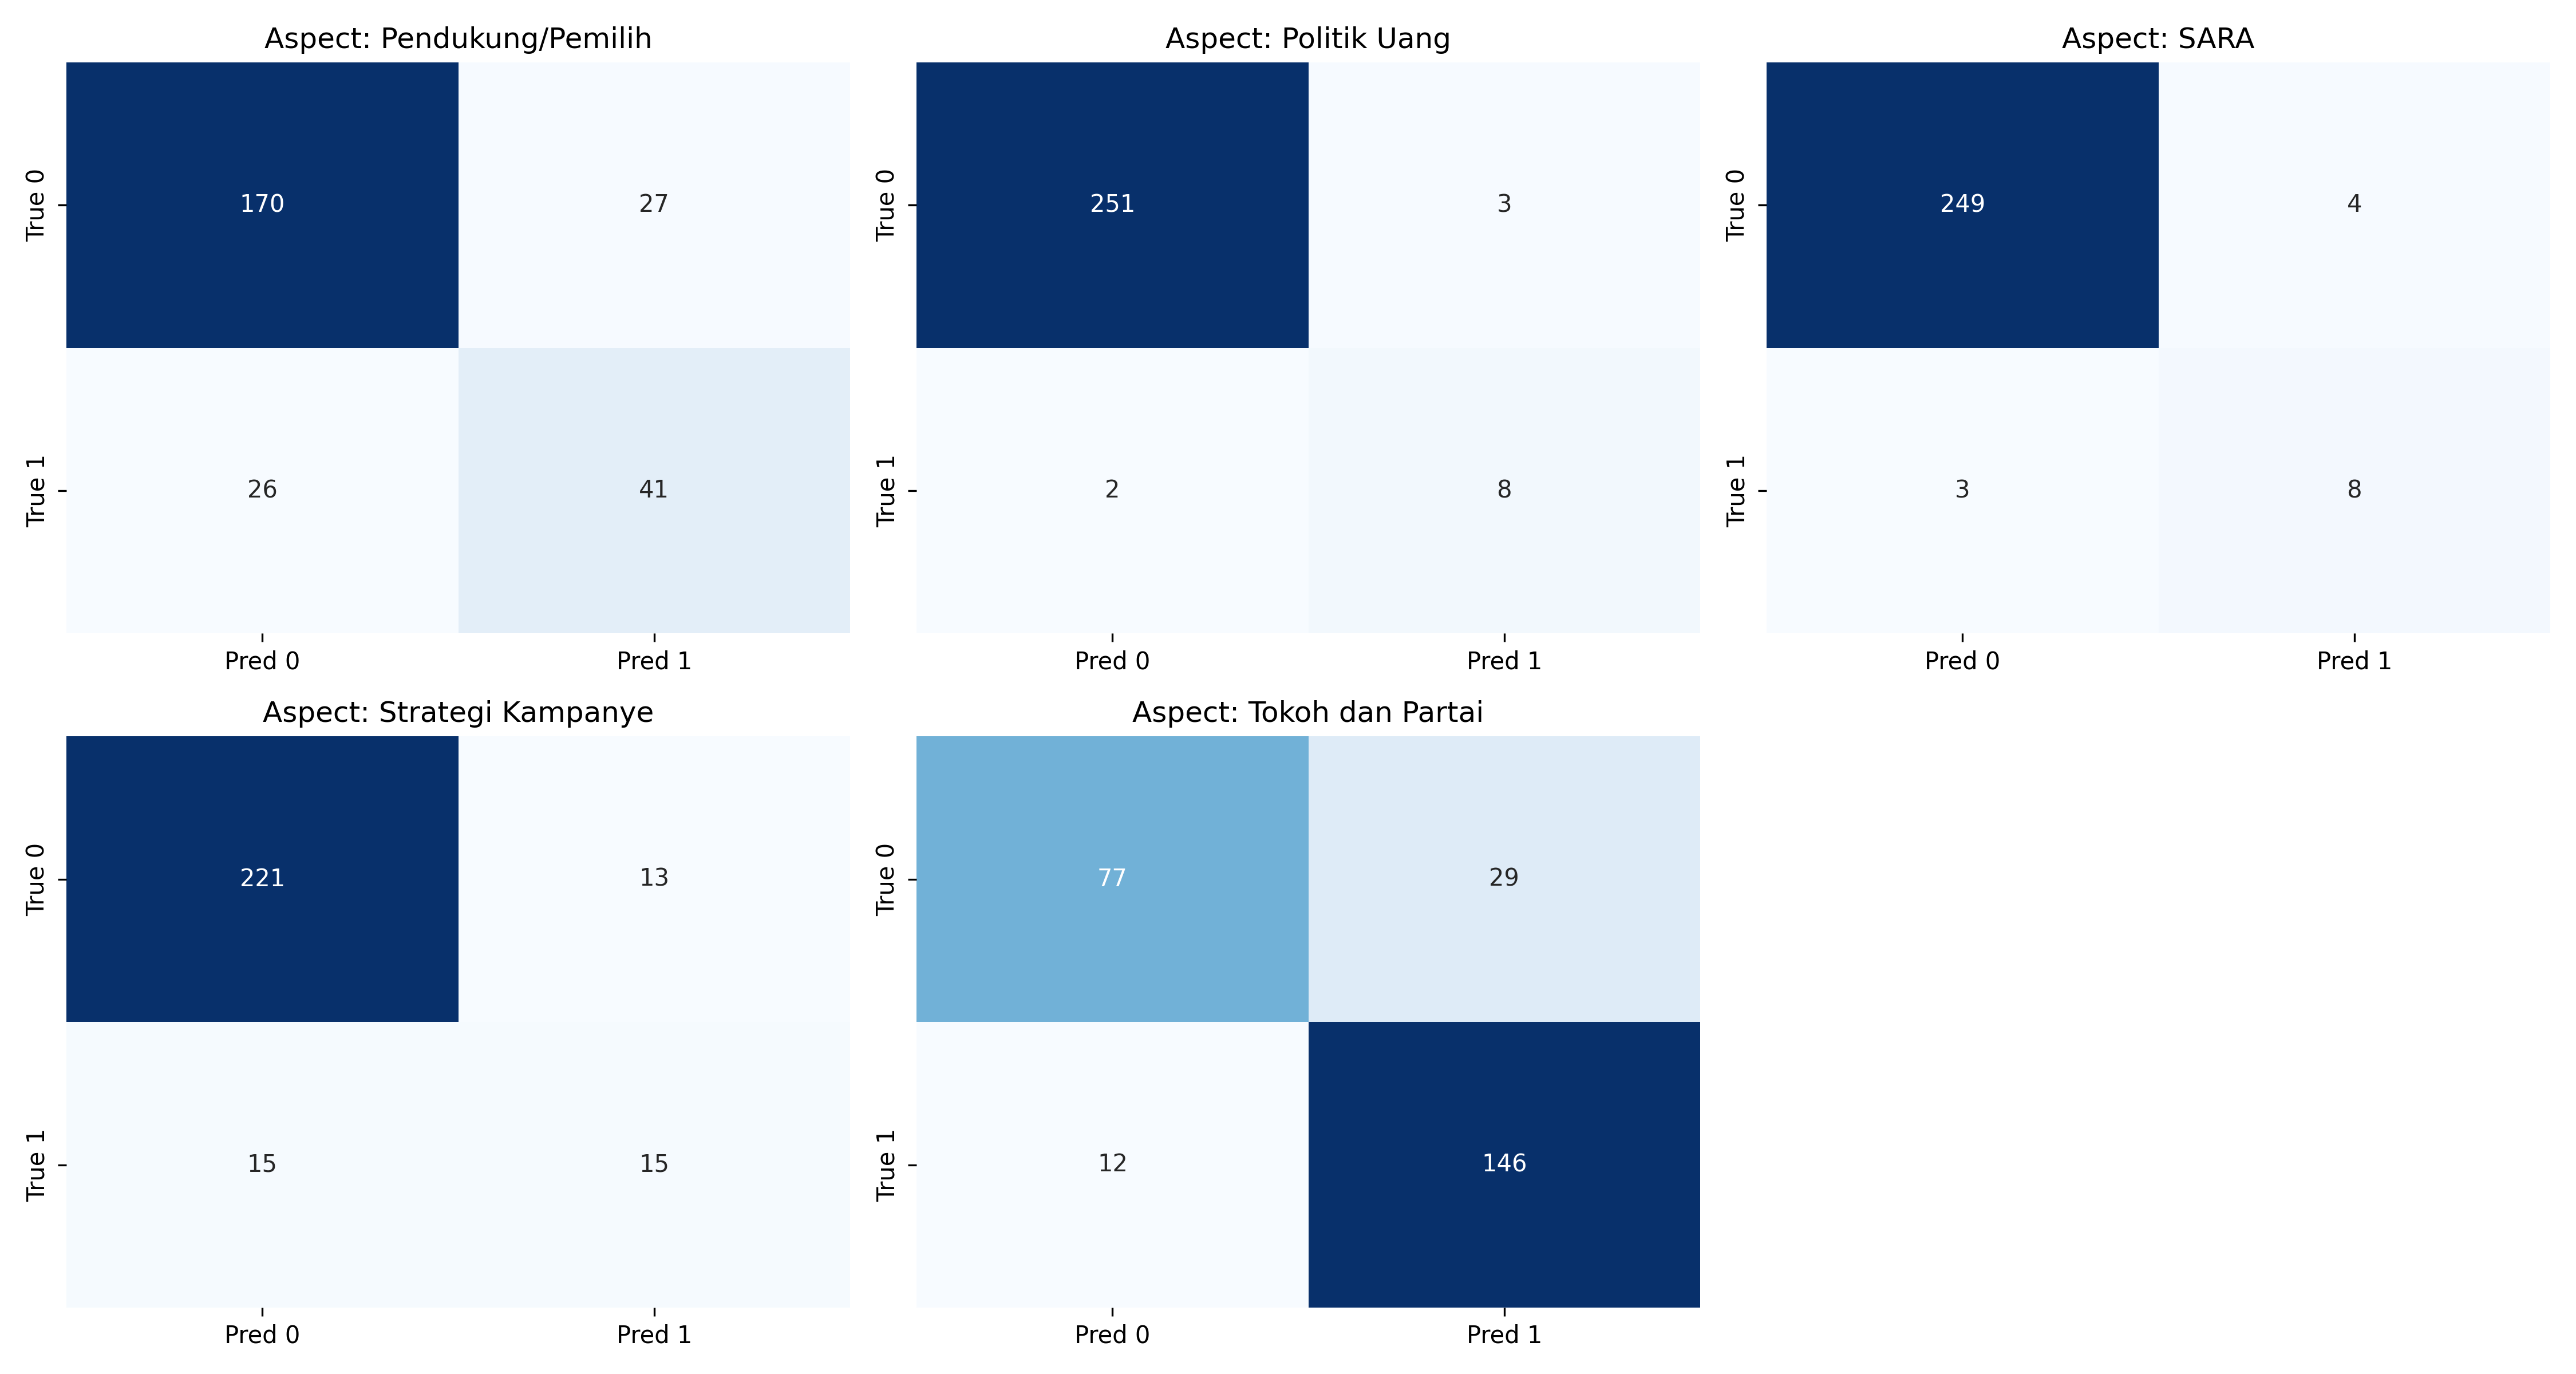 Aspect: Pendukung/Pemilih
True 0
170
27
True 1
26
41
Pred 0
Pred 1
Aspect: Politik Uang
True 0
251
3
True 1
2
8
Pred 0
Pred 1
Aspect: SARA
True 0
249
4
True 1
3
8
Pred 0
Pred 1
Aspect: Strategi Kampanye
True 0
221
13
True 1
15
15
Pred 0
Pred 1
Aspect: Tokoh dan Partai
True 0
77
29
True 1
12
146
Pred 0
Pred 1